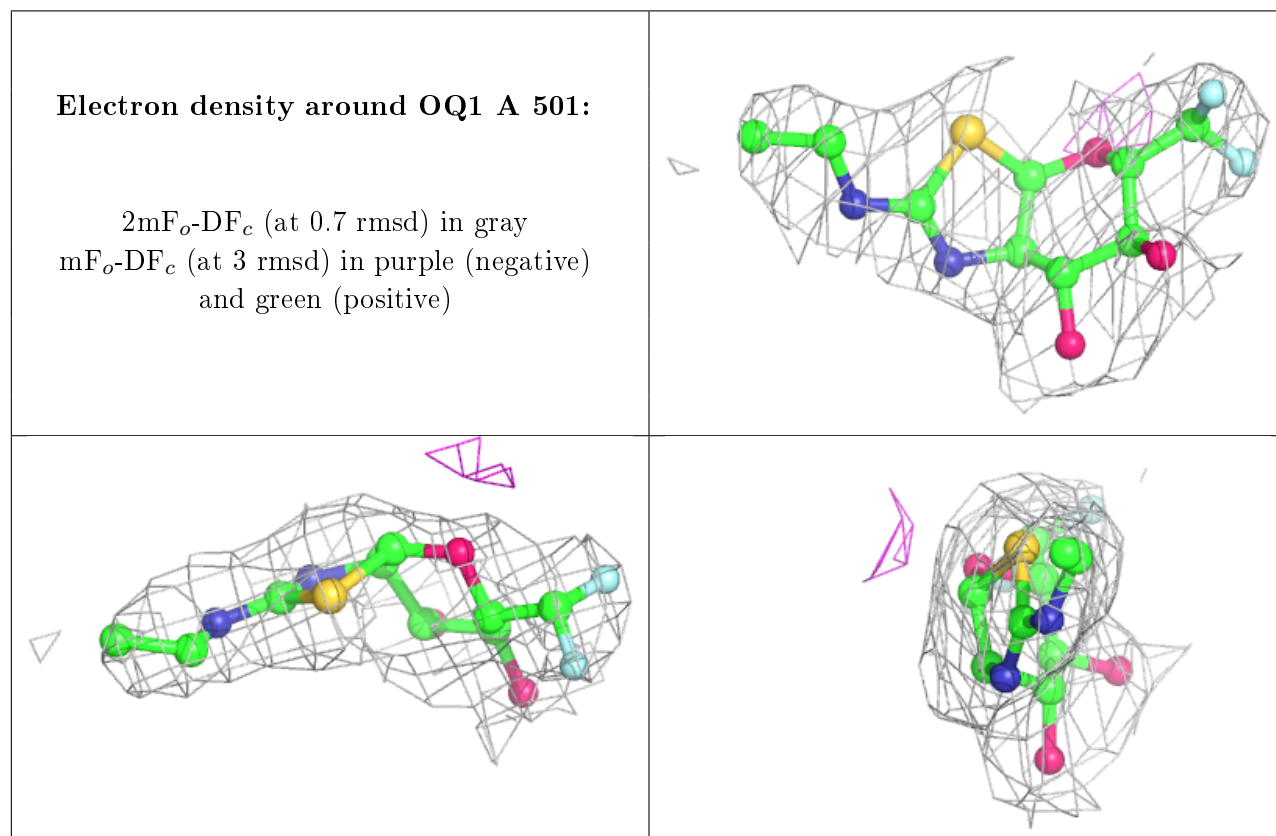 Electron density around OQ1 A 501:
2mFo-DFc (at 0.7 rmsd) in gray
mFo-DFc (at 3 rmsd) in purple (negative)
and green (positive)